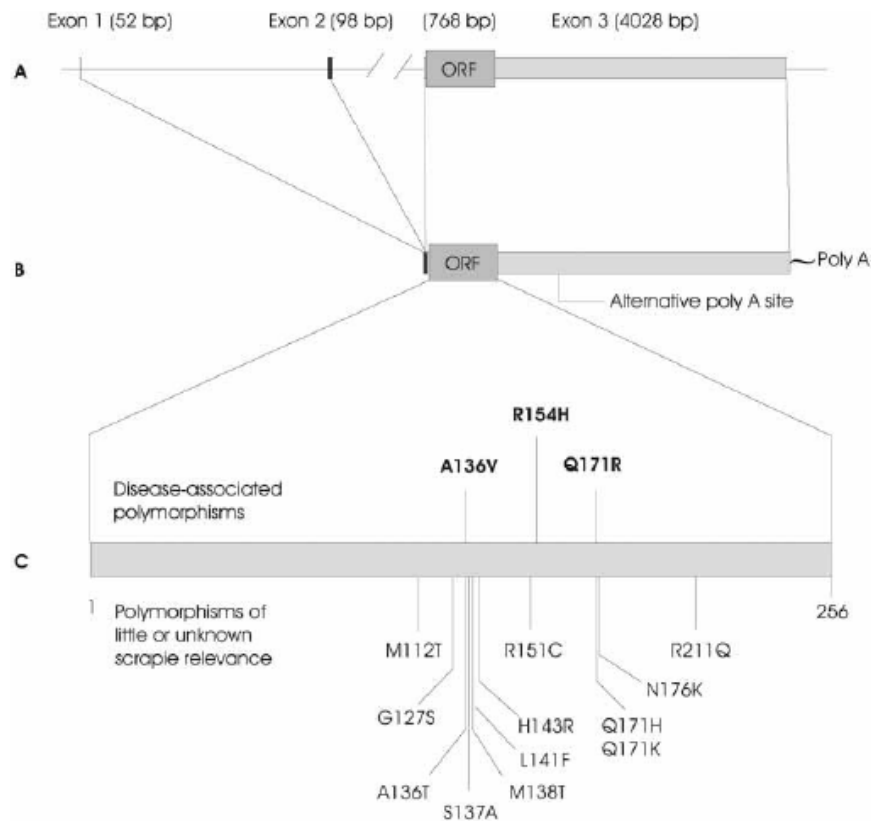 Exon 1 (52 bp) Exon 2 (98 bp) (768 bp) Exon 3 (4028 bp)
A ORF
B ORF Poly A
Alternative poly A site
R154H
A136V Q171R
Disease-associated
polymorphisms
C
1 Polymorphisms of 256
little or unknown
scrapie relevance
M112T R151C R211Q
N176K
G127S H143R Q171H
L141F Q171K
A136T M138T
S137A